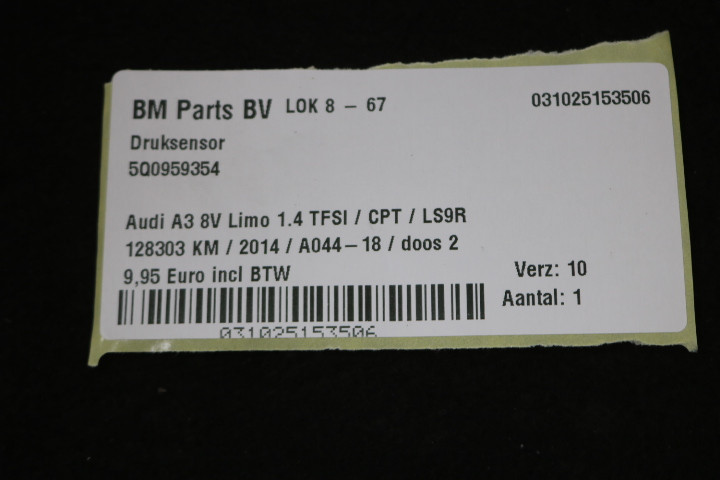 BM Parts BV LOK 8 - 67 031025153506
Druksensor
5Q0959354
Audi A3 8V Limo 1.4 TFSI / CPT / LS9R
128303 KM / 2014 / A044-18 / doos 2
9,95 Euro incl BTW Verz: 10
Aantal: 1
031025153506